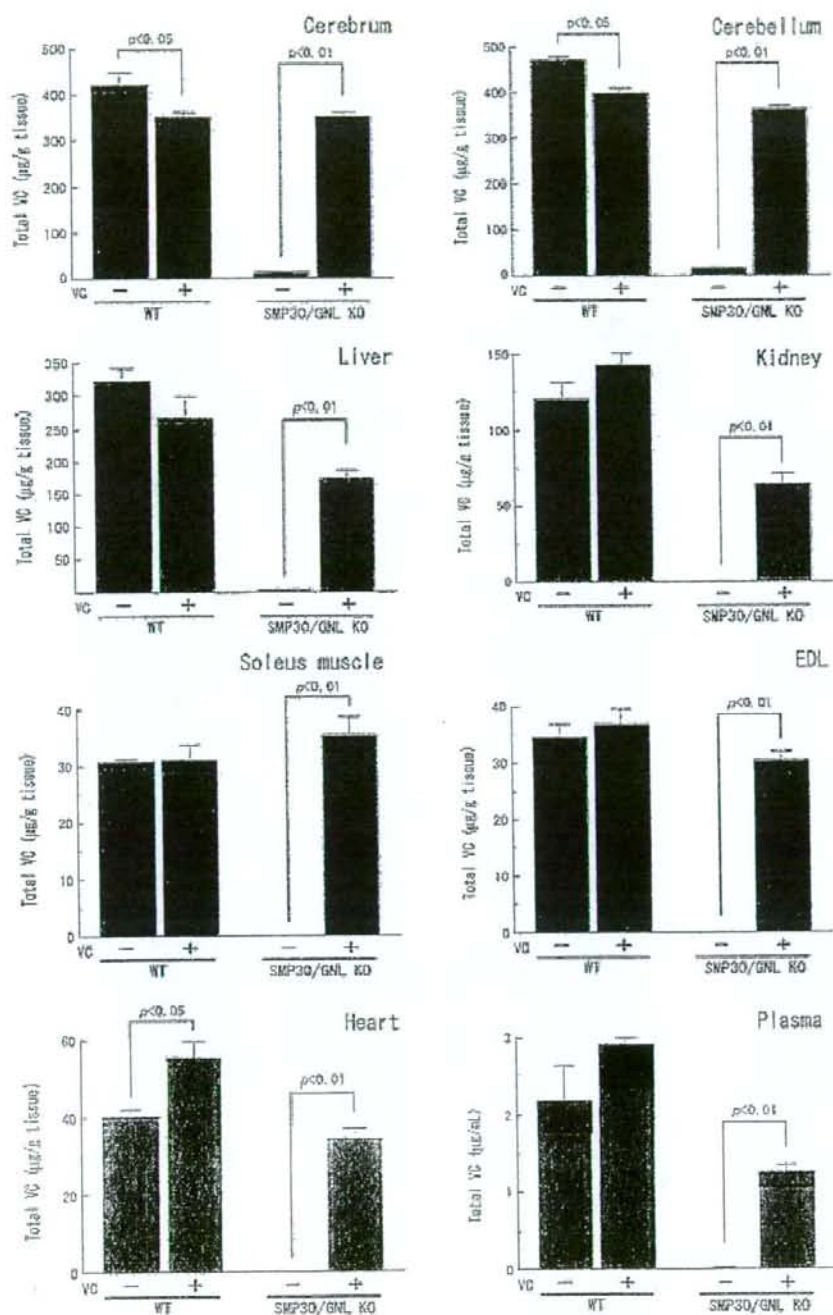 Cerebrum
p<0.05
p<0.01
Total VC (µg/g tissue)
500
400
300
200
100
0
VC − + − +
WT SMP30/GNL KO
Cerebellum
p<0.05
p<0.01
Total VC (µg/g tissue)
500
400
300
200
100
0
VC − + − +
WT SMP30/GNL KO
Liver
p<0.01
Total VC (µg/g tissue)
300
150
100
50
VC − + − +
WT SMP30/GNL KO
Kidney
p<0.01
Total VC (µg/g tissue)
150
100
50
0
VC − + − +
WT SMP30/GNL KO
Soleus muscle
p<0.01
Total VC (µg/g tissue)
40
30
10
0
VC − + − +
WT SMP30/GNL KO
EDL
p<0.01
Total VC (µg/g tissue)
40
30
10
0
VC − + − +
WT SMP30/GNL KO
Heart
p<0.05
p<0.01
Total VC (µg/g tissue)
60
40
20
0
VC − + − +
WT SMP30/GNL KO
Plasma
p<0.01
Total VC (µg/mL)
3
2
1
0
VC − + − +
WT SMP30/GNL KO